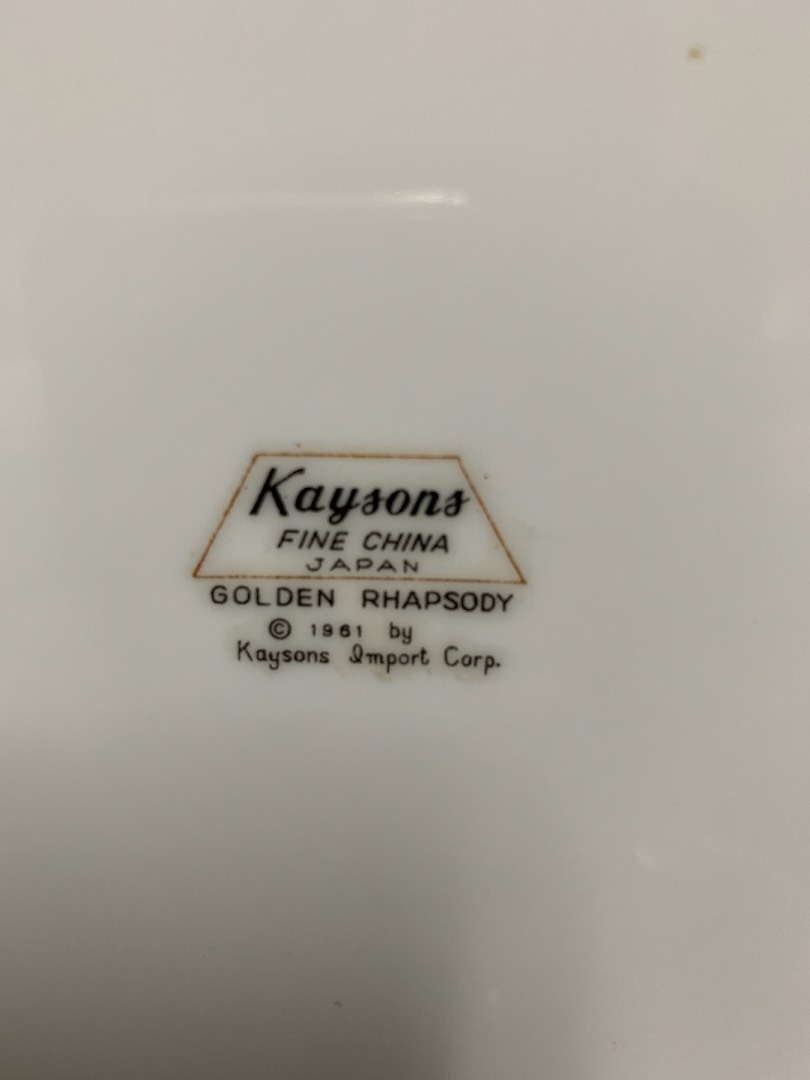 Kaysons
FINE CHINA
JAPAN
GOLDEN RHAPSODY
© 1961 by
Kaysons Import Corp.